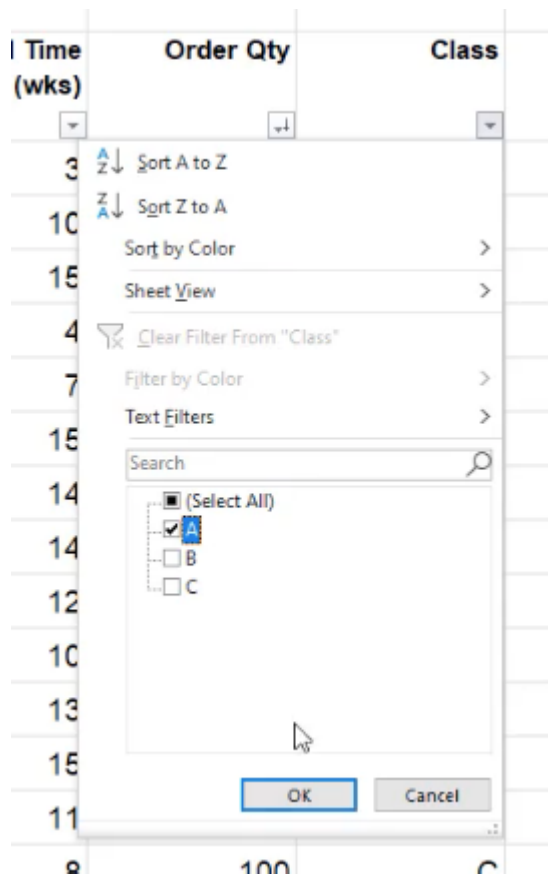 Time Order Qty Class
(wks)
3
Sort A to Z
10
Sort Z to A
Sort by Color
15
Sheet View
4
Clear Filter From "Class"
7
Filter by Color
Text Filters
15
Search
14
(Select All)
A
14
B
C
12
10
13
15
OK Cancel
11
8 100 C